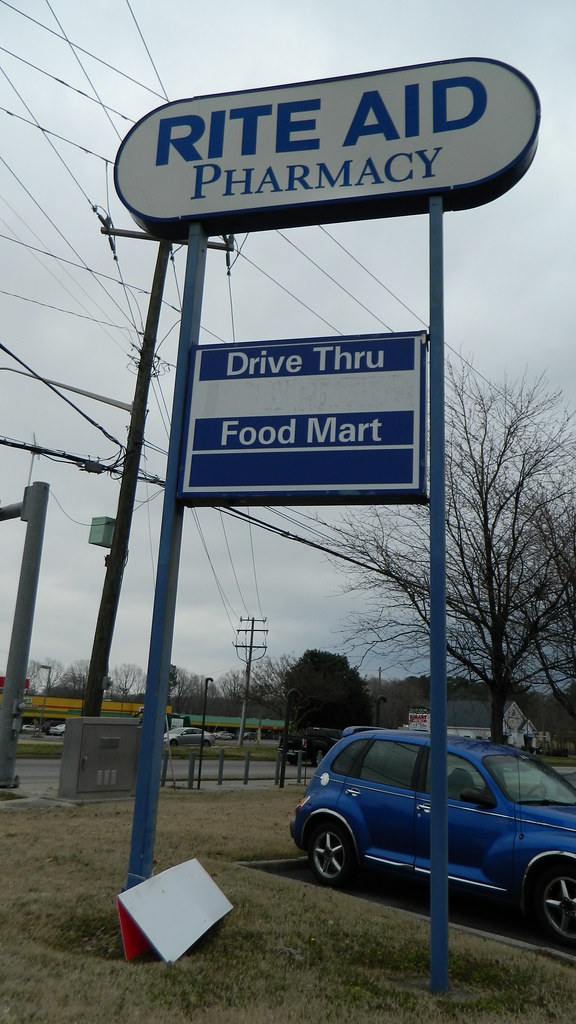 RITE AID
PHARMACY
Drive Thru
Food Mart